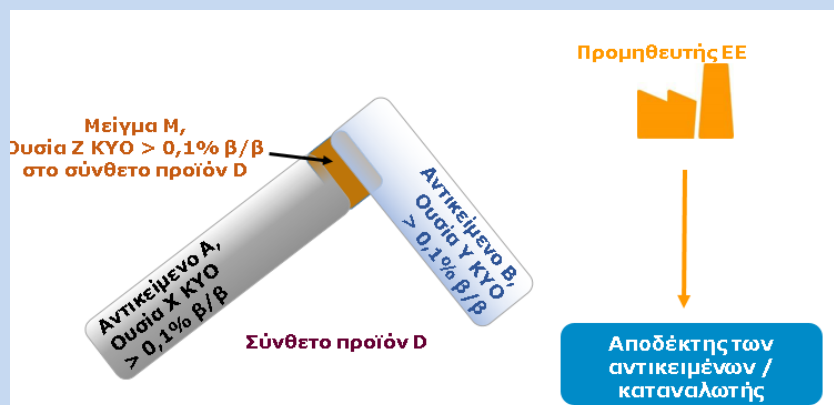 Προμηθευτής ΕΕ
Μείγμα Μ,
Ουσία Ζ ΚΥΟ > 0,1% β/β
στο σύνθετο προϊόν D
Αντικείμενο Α,
Ουσία Χ ΚΥΟ
> 0,1% β/β
Αντικείμενο Β,
Ουσία Υ ΚΥΟ
> 0,1% β/β
Σύνθετο προϊόν D
Αποδέκτης των
αντικειμένων /
καταναλωτής